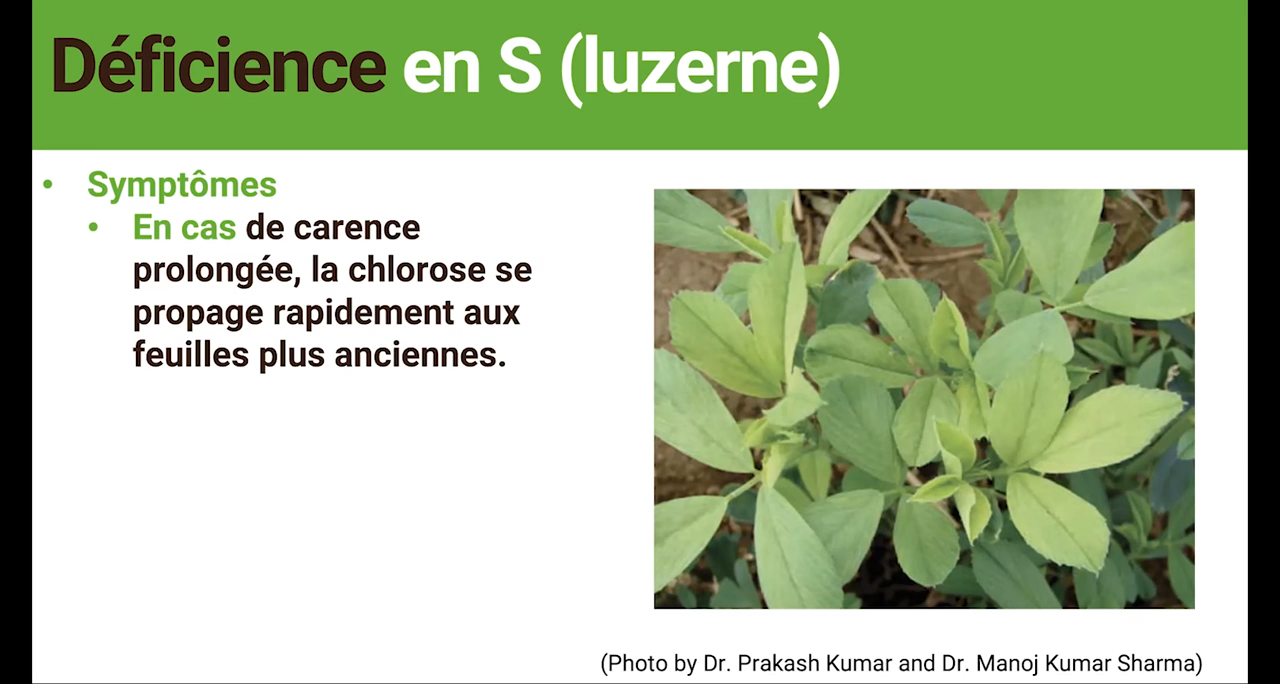 Déficience en S (luzerne)
• Symptômes
• En cas de carence
prolongée, la chlorose se
propage rapidement aux
feuilles plus anciennes.
(Photo by Dr. Prakash Kumar and Dr. Manoj Kumar Sharma)